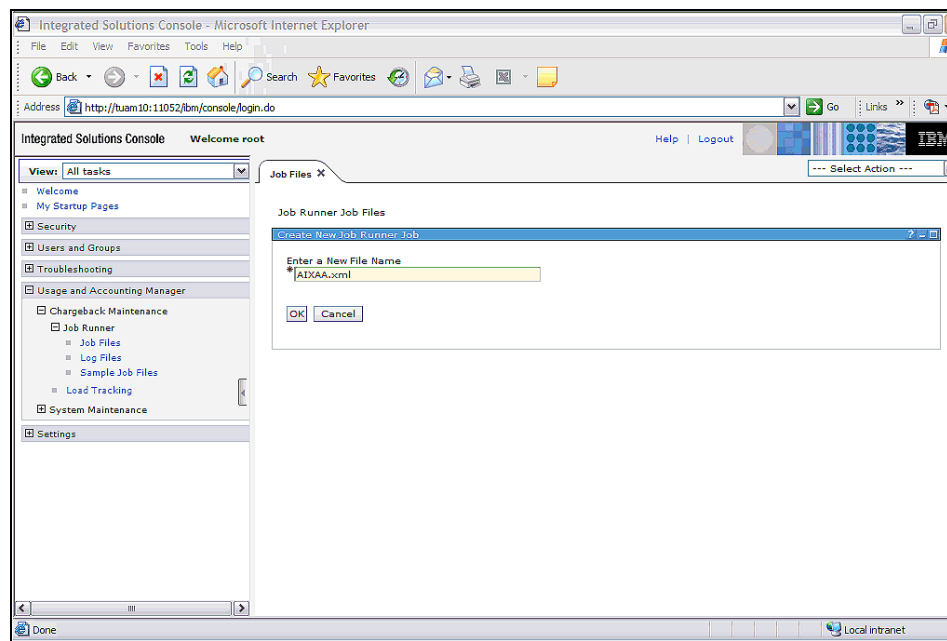 Integrated Solutions Console - Microsoft Internet Explorer
File Edit View Favorites Tools Help
Back Search Favorites
Address http://tuam10:11052/ibm/console/login.do Go Links »
Integrated Solutions Console Welcome root Help | Logout IBM
View: All tasks
Welcome
My Startup Pages
Security
Users and Groups
Troubleshooting
Usage and Accounting Manager
Chargeback Maintenance
Job Runner
Job Files
Log Files
Sample Job Files
Load Tracking
System Maintenance
Settings
Job Files X
--- Select Action ---
Job Runner Job Files
Create New Job Runner Job ? –
Enter a New File Name
* AIXAA.xml
OK Cancel
Done Local intranet